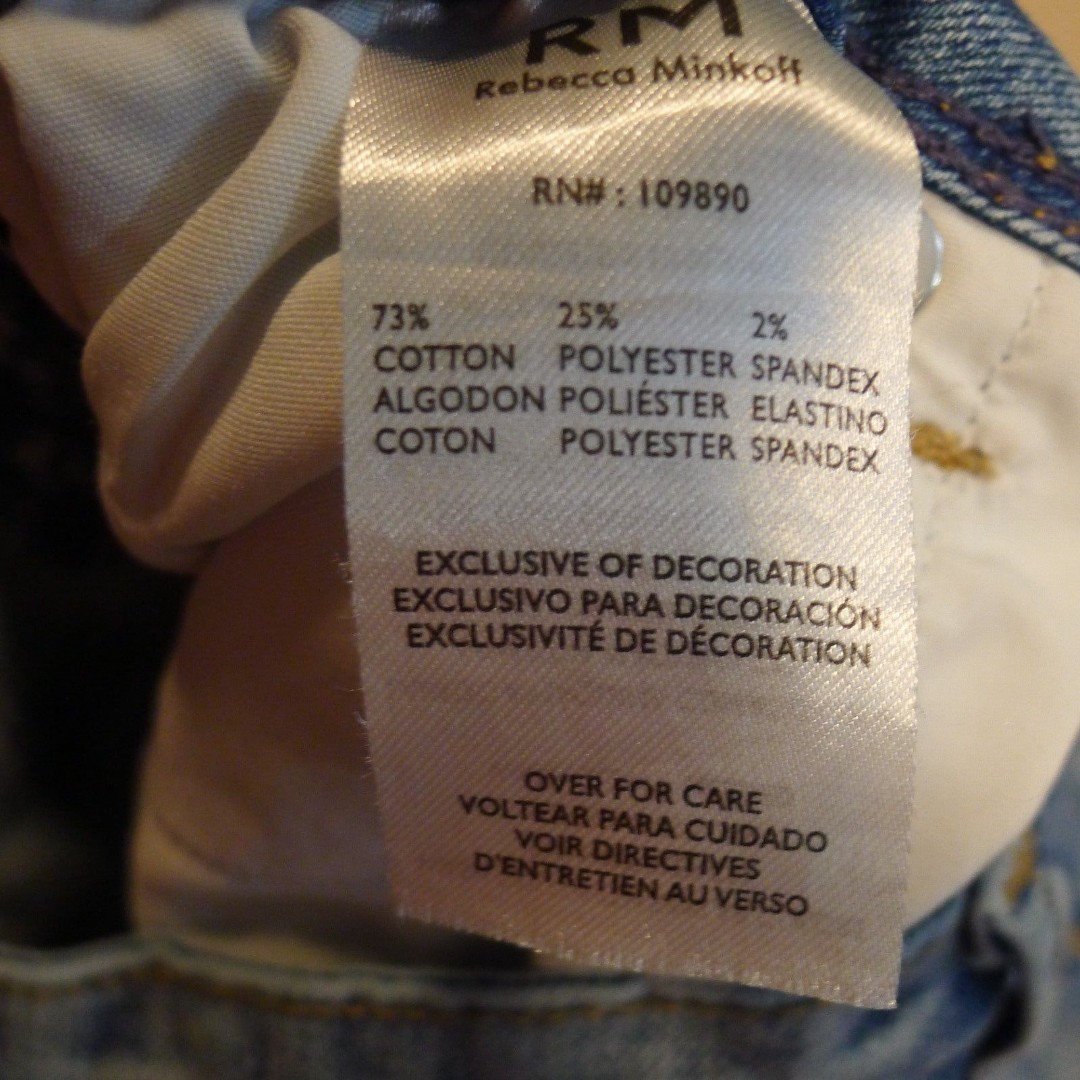 RM
Rebecca Minkoff
RN# : 109890
73% 25% 2%
COTTON POLYESTER SPANDEX
ALGODON POLIÉSTER ELASTINO
COTON POLYESTER SPANDEX
EXCLUSIVE OF DECORATION
EXCLUSIVO PARA DECORACIÓN
EXCLUSIVITÉ DE DÉCORATION
OVER FOR CARE
VOLTEAR PARA CUIDADO
VOIR DIRECTIVES
D'ENTRETIEN AU VERSO